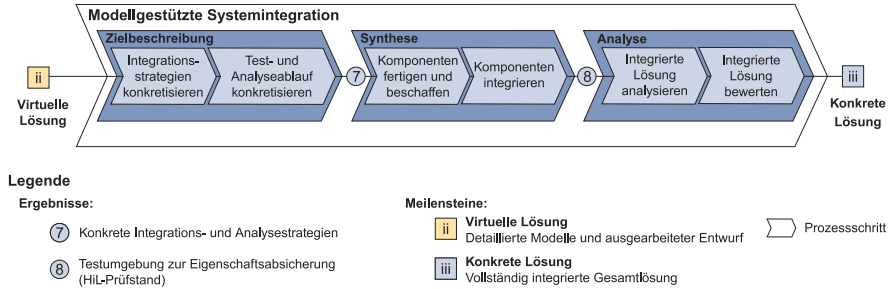 Modellgestützte Systemintegration
Zielbeschreibung
Integrations-
strategien
konkretisieren
Test- und
Analyseablauf
konkretisieren
Synthese
Komponenten
fertigen und
beschaffen
Komponenten
integrieren
Analyse
Integrierte
Lösung
analysieren
Integrierte
Lösung
bewerten
ii
7
8
iii
Virtuelle
Lösung
Konkrete
Lösung
Legende
Ergebnisse:
7 Konkrete Integrations- und Analysestrategien
8 Testumgebung zur Eigenschaftsabsicherung
(HiL-Prüfstand)
Meilensteine:
ii Virtuelle Lösung
Detaillierte Modelle und ausgearbeiteter Entwurf
iii Konkrete Lösung
Vollständig integrierte Gesamtlösung
Prozessschritt